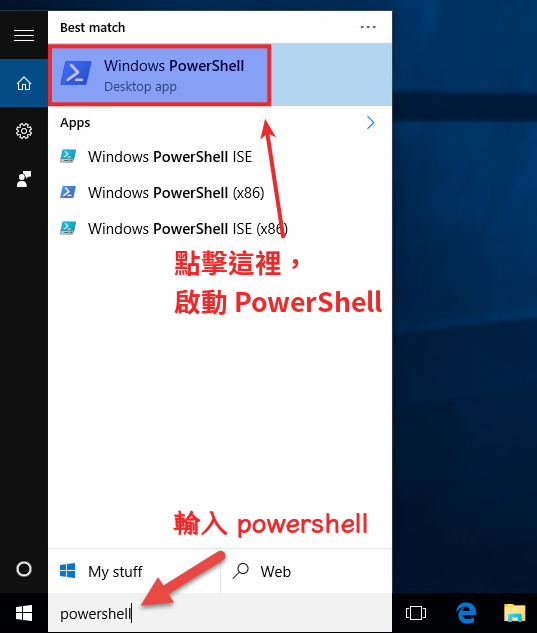 Best match
Windows PowerShell
Desktop app
Apps
Windows PowerShell ISE
Windows PowerShell (x86)
Windows PowerShell ISE (x86)
點擊這裡，
啟動 PowerShell
輸入 powershell
My stuff
Web
powershell